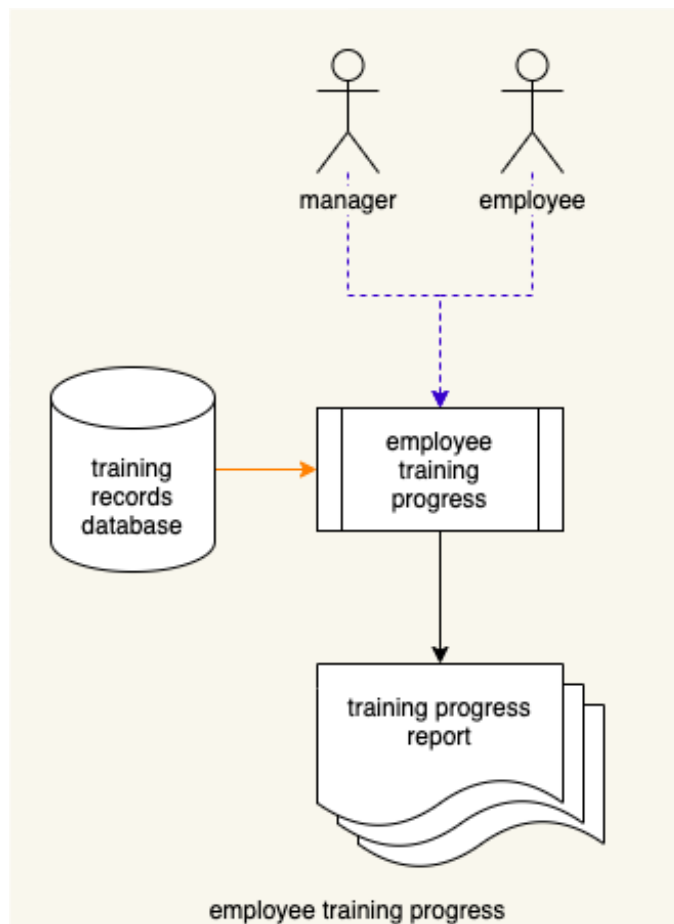 manager
employee
employee
training
progress
training
records
database
training progress
report
employee training progress